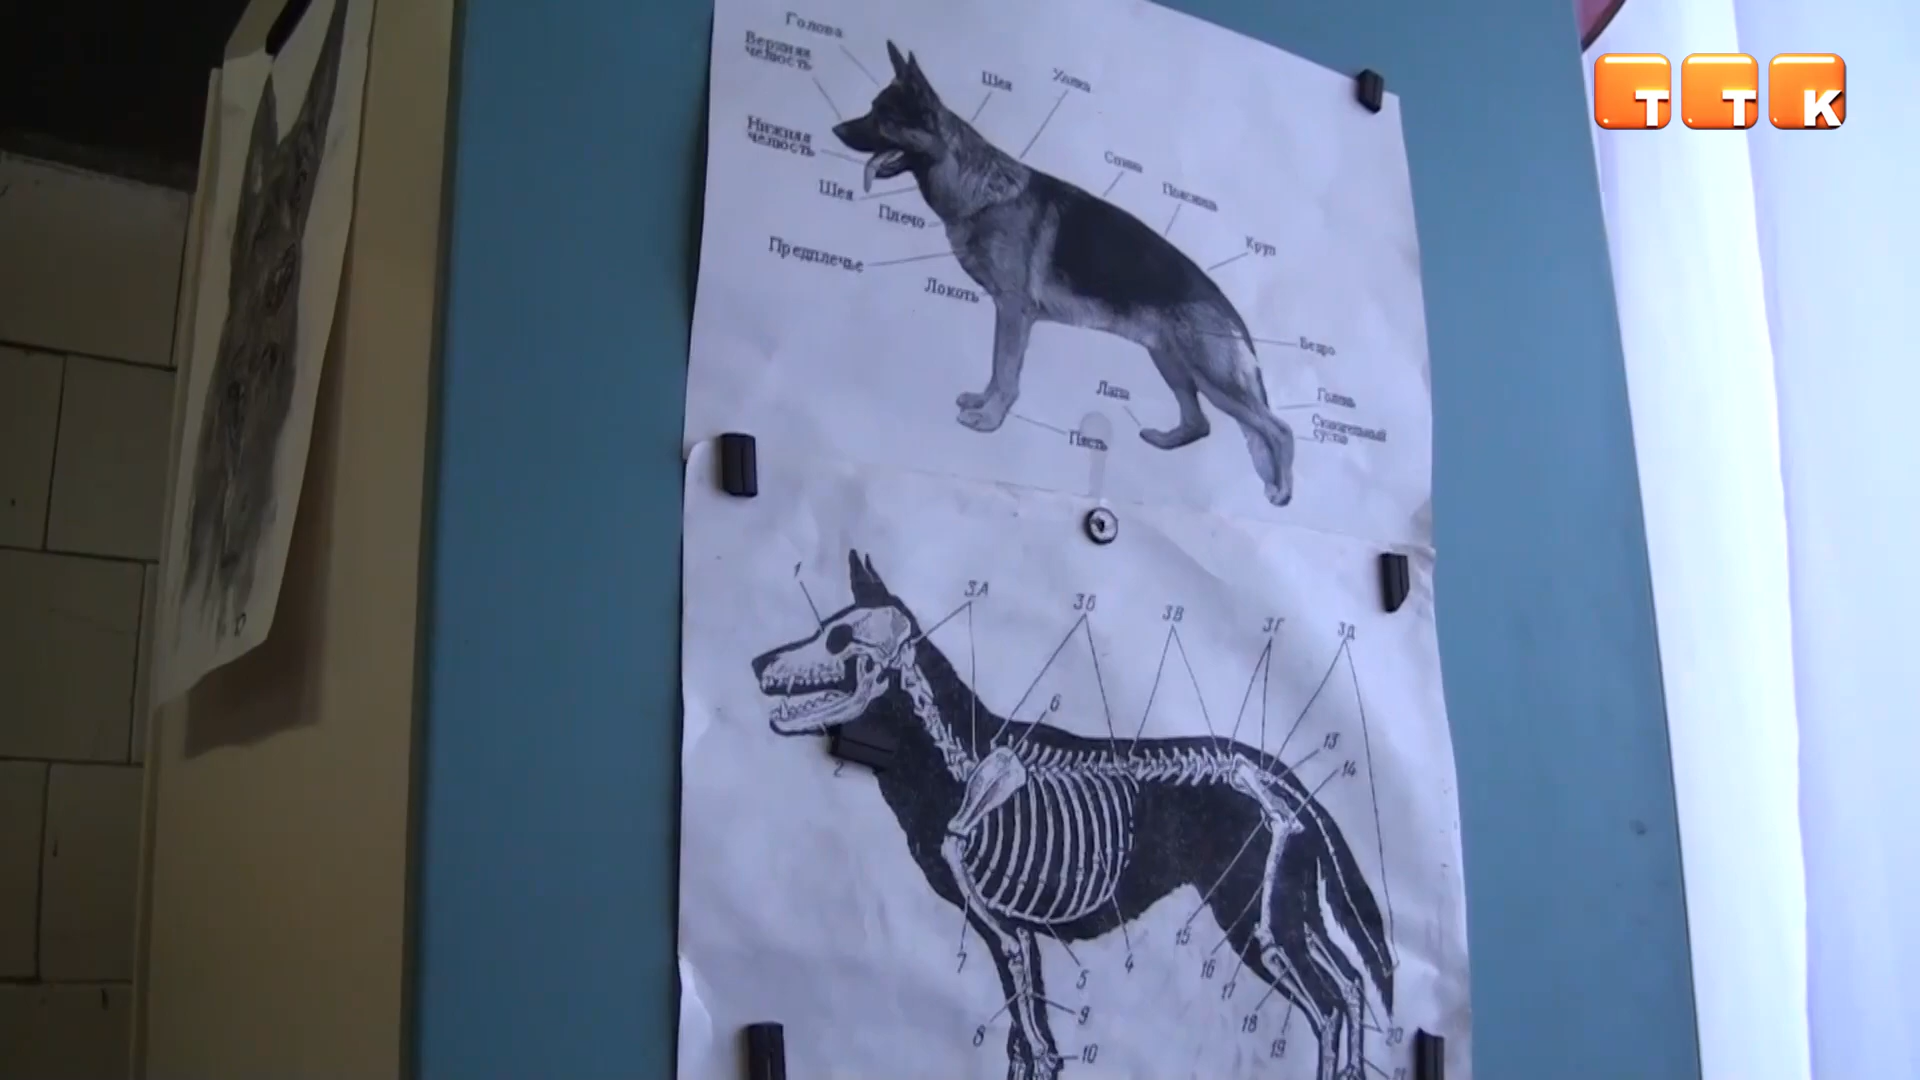 ТТК
Голова
Верхняя
челюсть
Шея
Холка
Нижняя
челюсть
Спина
Поясница
Шея
Плечо
Круп
Предплечье
Локоть
Бедро
Лапа
Голень
Скакательный
сустав
Пясть
1
3А
3Б
3В
3Г
3Д
6
13
14
2
15
16
17
7
5
4
18
19
8
9
20
10
21